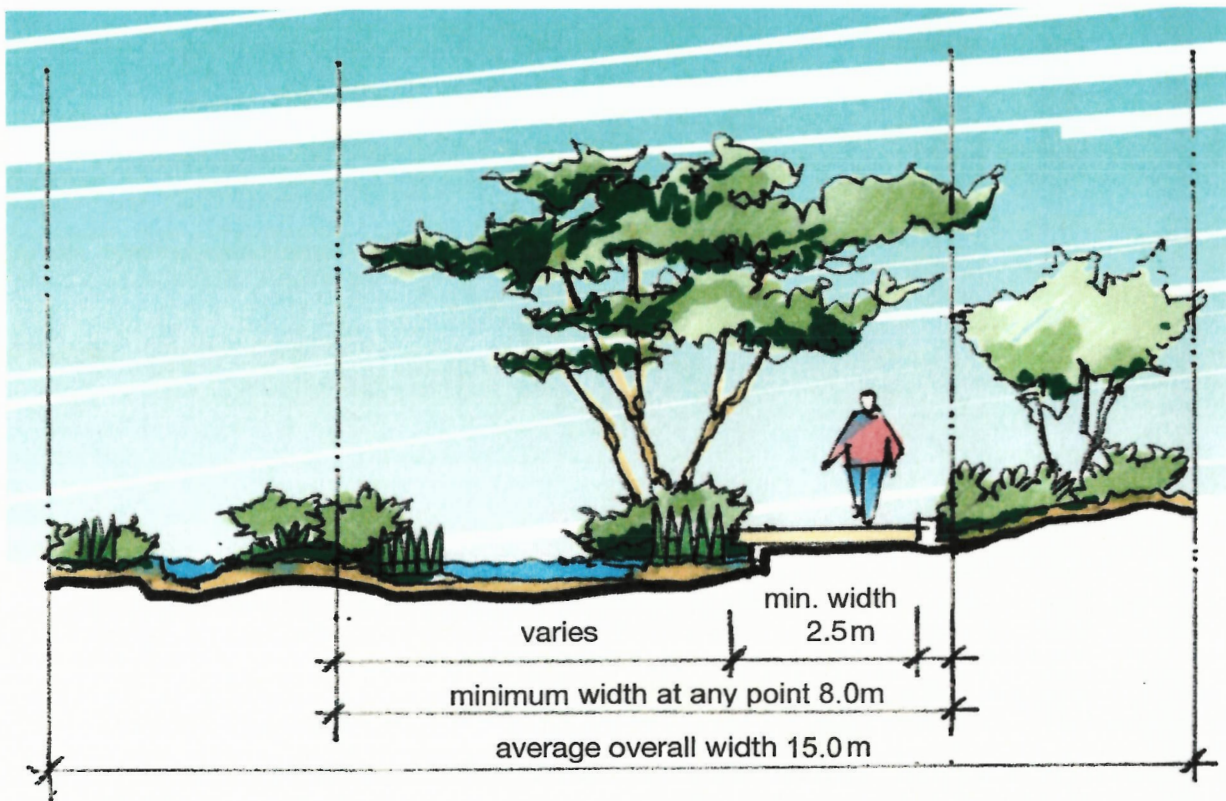 varies
min. width
2.5m
minimum width at any point 8.0m
average overall width 15.0m